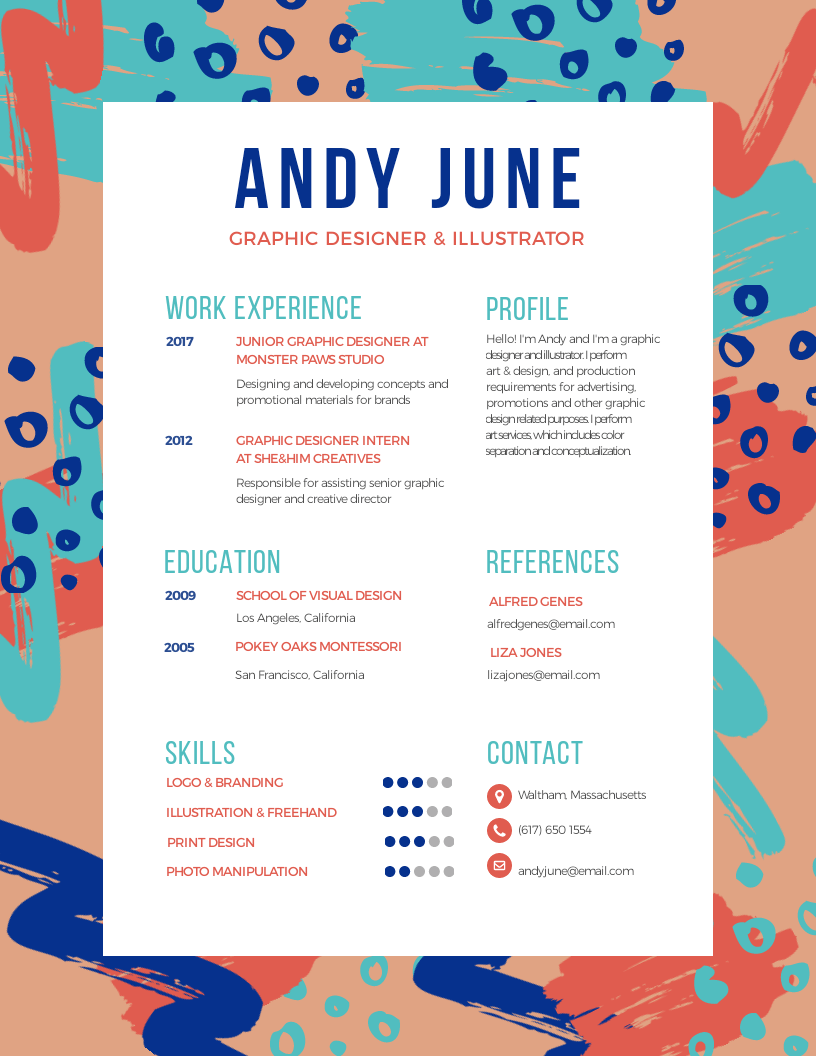 ANDY JUNE
GRAPHIC DESIGNER & ILLUSTRATOR
WORK EXPERIENCE
2017
JUNIOR GRAPHIC DESIGNER AT
MONSTER PAWS STUDIO
Designing and developing concepts and
promotional materials for brands
2012
GRAPHIC DESIGNER INTERN
AT SHE&HIM CREATIVES
Responsible for assisting senior graphic
designer and creative director
PROFILE
Hello! I'm Andy and I'm a graphic
designer and illustrator. I perform
art & design, and production
requirements for advertising,
promotions and other graphic
design related purposes. I perform
art services, which includes color
separation and conceptualization.
EDUCATION
2009
SCHOOL OF VISUAL DESIGN
Los Angeles, California
2005
POKEY OAKS MONTESSORI
San Francisco, California
REFERENCES
ALFRED GENES
alfredgenes@email.com
LIZA JONES
lizajones@email.com
SKILLS
LOGO & BRANDING
ILLUSTRATION & FREEHAND
PRINT DESIGN
PHOTO MANIPULATION
CONTACT
Waltham, Massachusetts
(617) 650 1554
andyjune@email.com